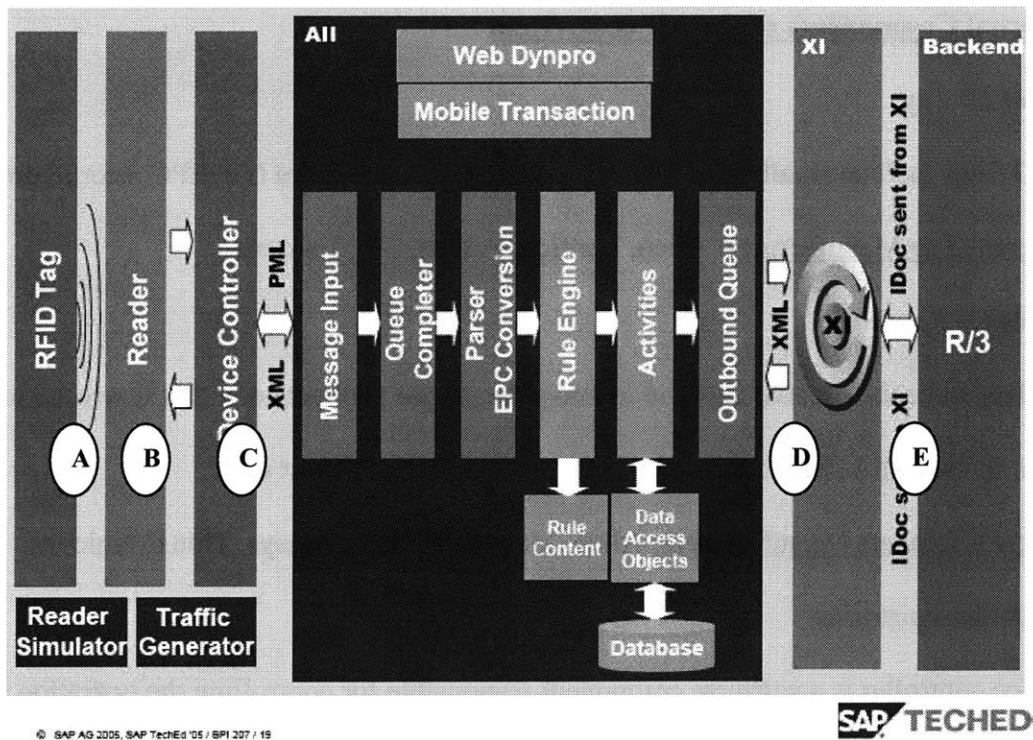 AII
XI
Backend
Web Dynpro
Mobile Transaction
RFID Tag
Reader
Device Controller
XML PML
Message Input
Queue
Completer
Parser
EPC Conversion
Rule Engine
Activities
Outbound Queue
XML
X
IDoc sent from XI
R/3
A
B
C
D
E
IDoc s XI
Rule
Content
Data
Access
Objects
Database
Reader
Simulator
Traffic
Generator
© SAP AG 2005, SAP TechEd '05 / BPI 207 / 19
SAP TECHED